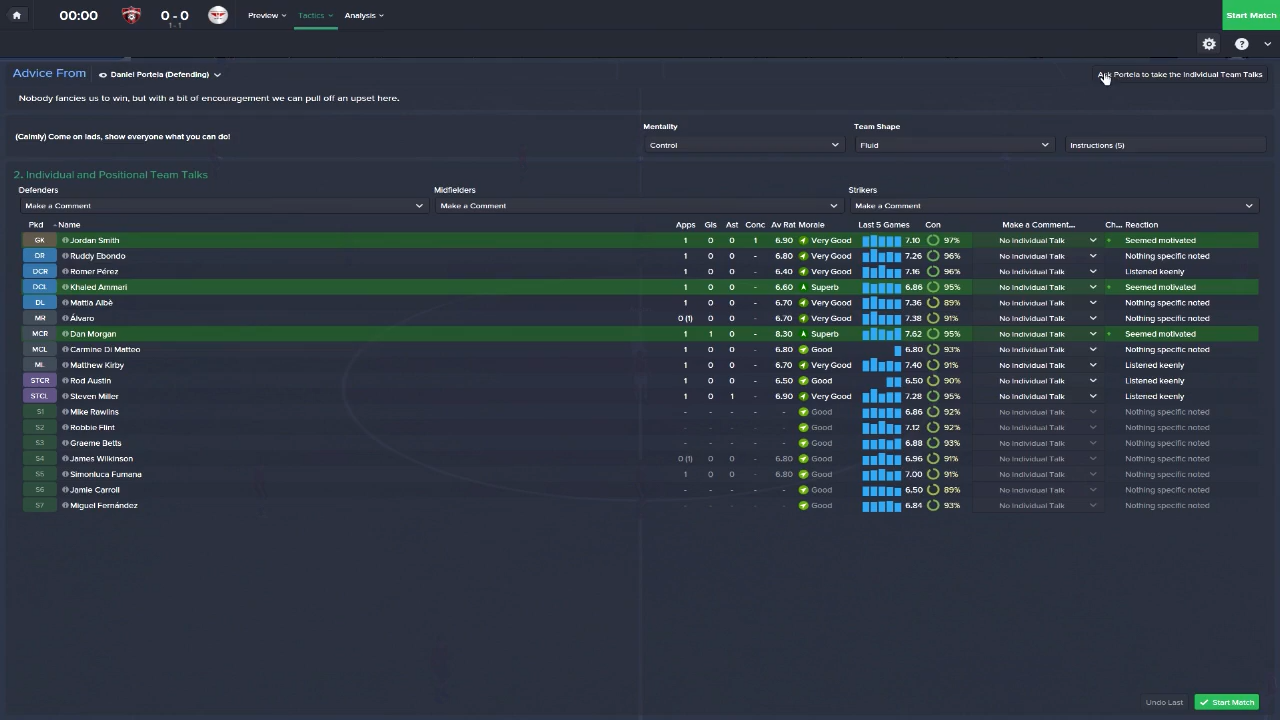 00:00 0 - 0 1 - 1 Preview Tactics Analysis Start Match
Advice From Daniel Portela (Defending) Ask Portela to take the Individual Team Talks
Nobody fancies us to win, but with a bit of encouragement we can pull off an upset here.
Mentality Team Shape
(Calmly) Come on lads, show everyone what you can do!
Control Fluid Instructions (5)
2. Individual and Positional Team Talks
Defenders Midfielders Strikers
Make a Comment Make a Comment Make a Comment
Pkd Name Apps Gls Ast Conc Av Rat Morale Last 5 Games Con Make a Comment... Ch... Reaction
GK Jordan Smith 1 0 0 1 6.90 Very Good 7.10 97% No Individual Talk Seemed motivated
DR Ruddy Ebondo 1 0 0 - 6.80 Very Good 7.26 96% No Individual Talk Nothing specific noted
DCR Romer Pérez 1 0 0 - 6.40 Very Good 7.16 96% No Individual Talk Listened keenly
DCL Khaled Ammari 1 0 0 - 6.60 Superb 6.86 95% No Individual Talk Seemed motivated
DL Mattia Albè 1 0 0 - 6.70 Very Good 7.36 89% No Individual Talk Nothing specific noted
MR Álvaro 0 (1) 0 0 - 6.70 Very Good 7.38 91% No Individual Talk Nothing specific noted
MCR Dan Morgan 1 1 0 - 8.30 Superb 7.62 95% No Individual Talk Seemed motivated
MCL Carmine Di Matteo 1 0 0 - 6.80 Good 6.80 93% No Individual Talk Nothing specific noted
ML Matthew Kirby 1 0 0 - 6.70 Very Good 7.40 91% No Individual Talk Listened keenly
STCR Rod Austin 1 0 0 - 6.50 Good 6.50 90% No Individual Talk Listened keenly
STCL Steven Miller 1 0 1 - 6.90 Very Good 7.28 95% No Individual Talk Listened keenly
S1 Mike Rawlins - - - - - Good 6.86 92% No Individual Talk Nothing specific noted
S2 Robbie Flint - - - - - Good 7.12 92% No Individual Talk Nothing specific noted
S3 Graeme Betts - - - - - Good 6.88 93% No Individual Talk Nothing specific noted
S4 James Wilkinson 0 (1) 0 0 - 6.80 Good 6.96 91% No Individual Talk Nothing specific noted
S5 Simonluca Fumana 1 0 0 - 6.80 Good 7.00 91% No Individual Talk Nothing specific noted
S6 Jamie Carroll - - - - - Good 6.50 89% No Individual Talk Nothing specific noted
S7 Miguel Fernández - - - - - Good 6.84 93% No Individual Talk Nothing specific noted
Undo Last Start Match